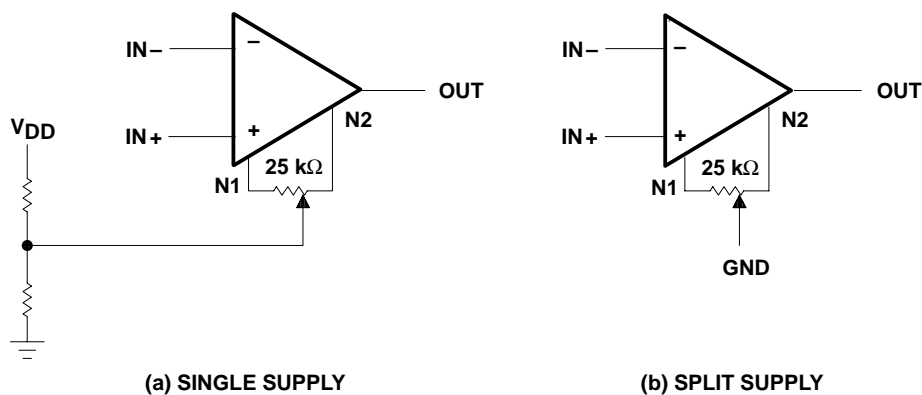 IN−
−
OUT
VDD
IN+
+
N2
25 kΩ
N1
(a) SINGLE SUPPLY
IN−
−
OUT
IN+
+
N2
25 kΩ
N1
GND
(b) SPLIT SUPPLY